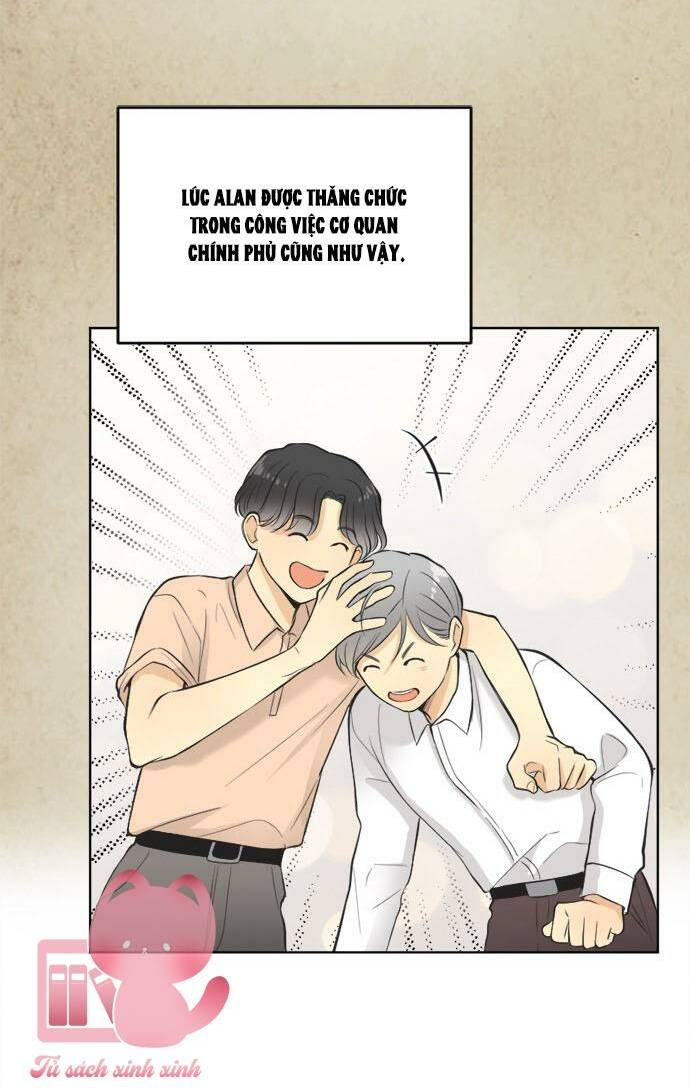 LÚC ALAN ĐƯỢC THĂNG CHỨC
TRONG CÔNG VIỆC CƠ QUAN
CHÍNH PHỦ CŨNG NHƯ VẬY.
Tủ sách xinh xinh